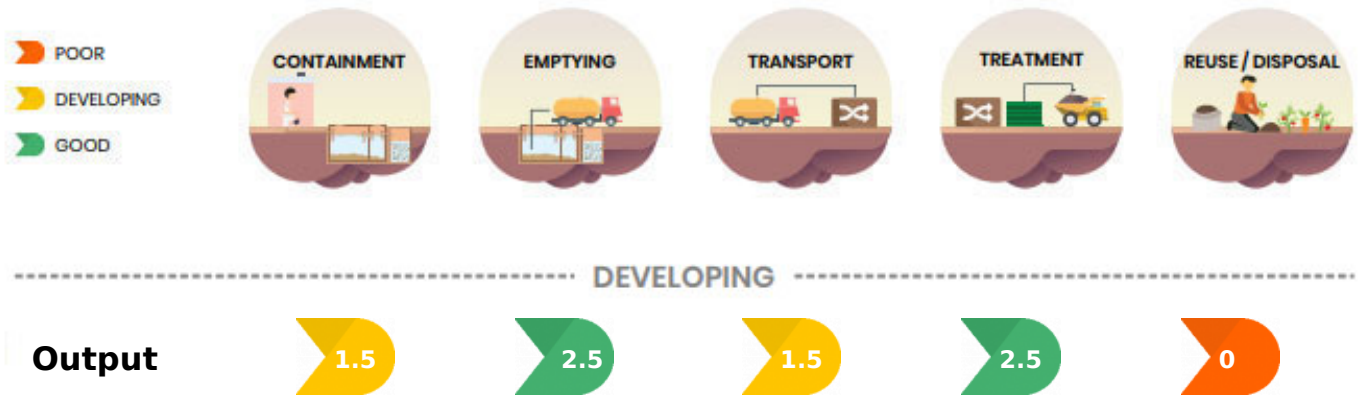 POOR
DEVELOPING
GOOD
CONTAINMENT
EMPTYING
TRANSPORT
TREATMENT
REUSE / DISPOSAL
DEVELOPING
Output 1.5 2.5 1.5 2.5 0